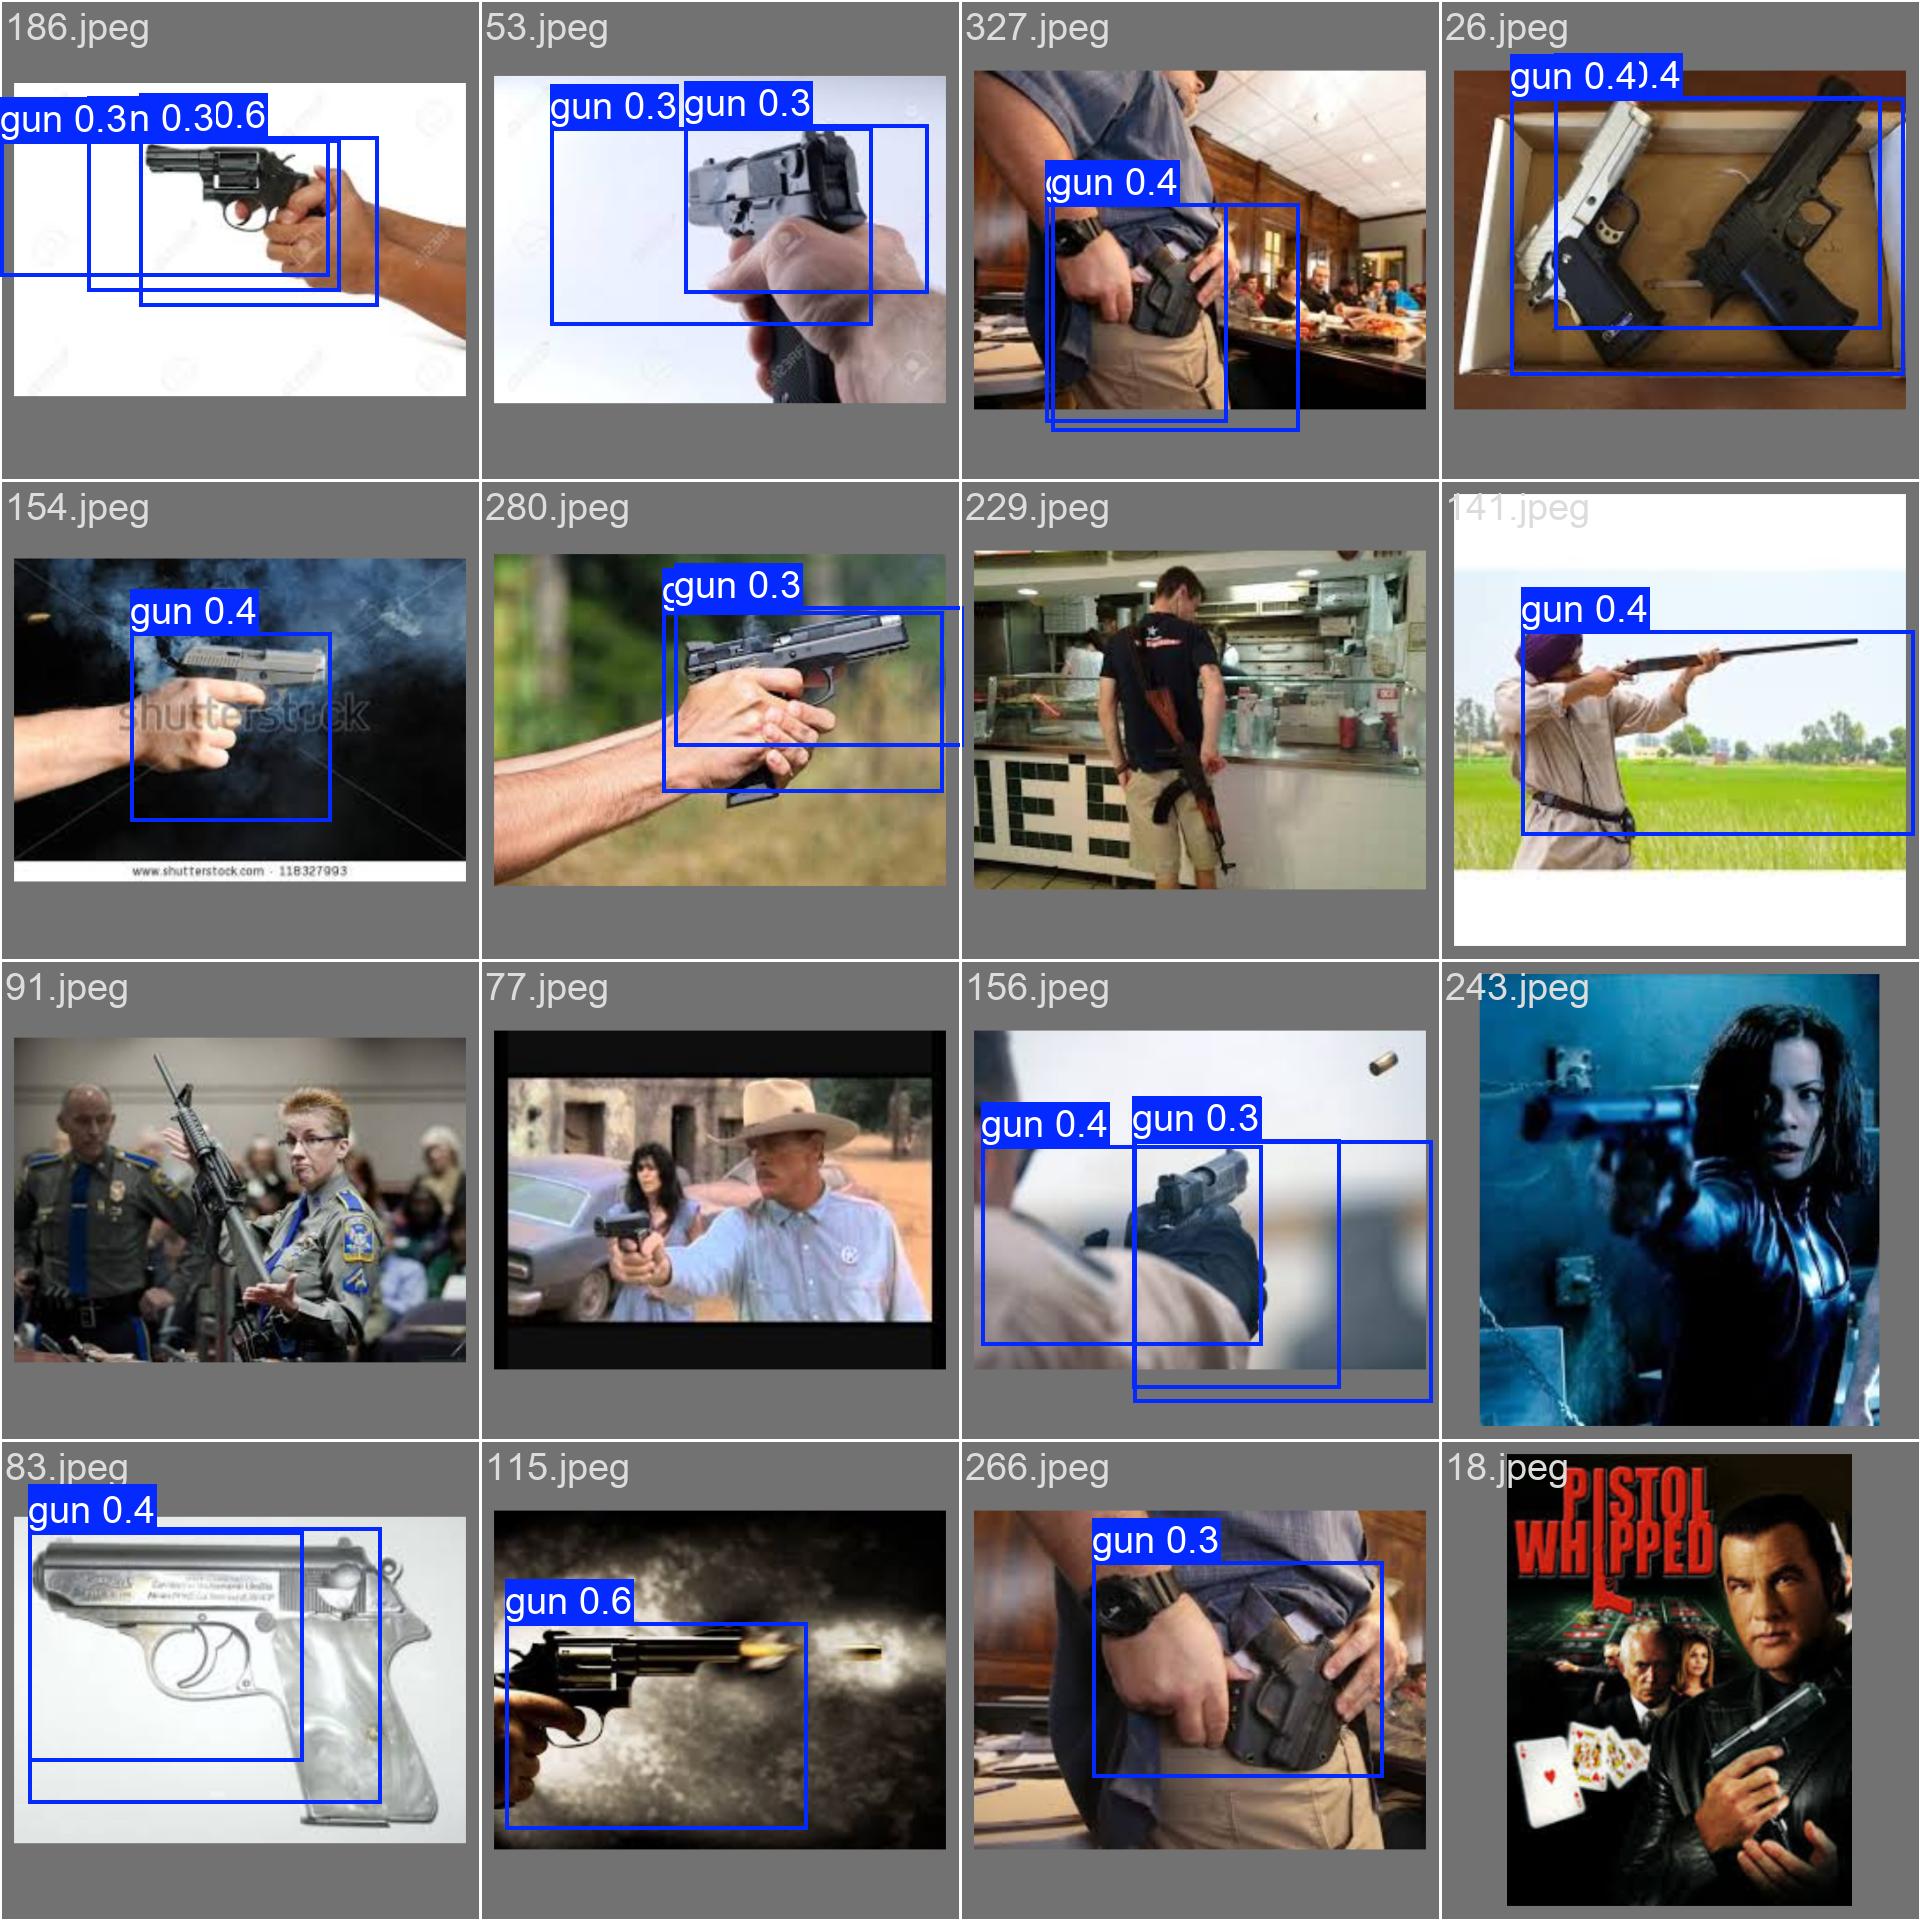 186.jpeg
53.jpeg
327.jpeg
26.jpeg
gun 0.3
n 0.3
0.6
gun 0.3
gun 0.3
gun 0.4
gun 0.4
0.4
154.jpeg
280.jpeg
229.jpeg
141.jpeg
gun 0.4
shutterstock
www.shutterstock.com · 118327993
gun 0.3
gun 0.4
91.jpeg
77.jpeg
156.jpeg
243.jpeg
gun 0.4
gun 0.3
83.jpeg
115.jpeg
266.jpeg
18.jpeg
gun 0.4
gun 0.6
gun 0.3
PISTOL
WHIPPED